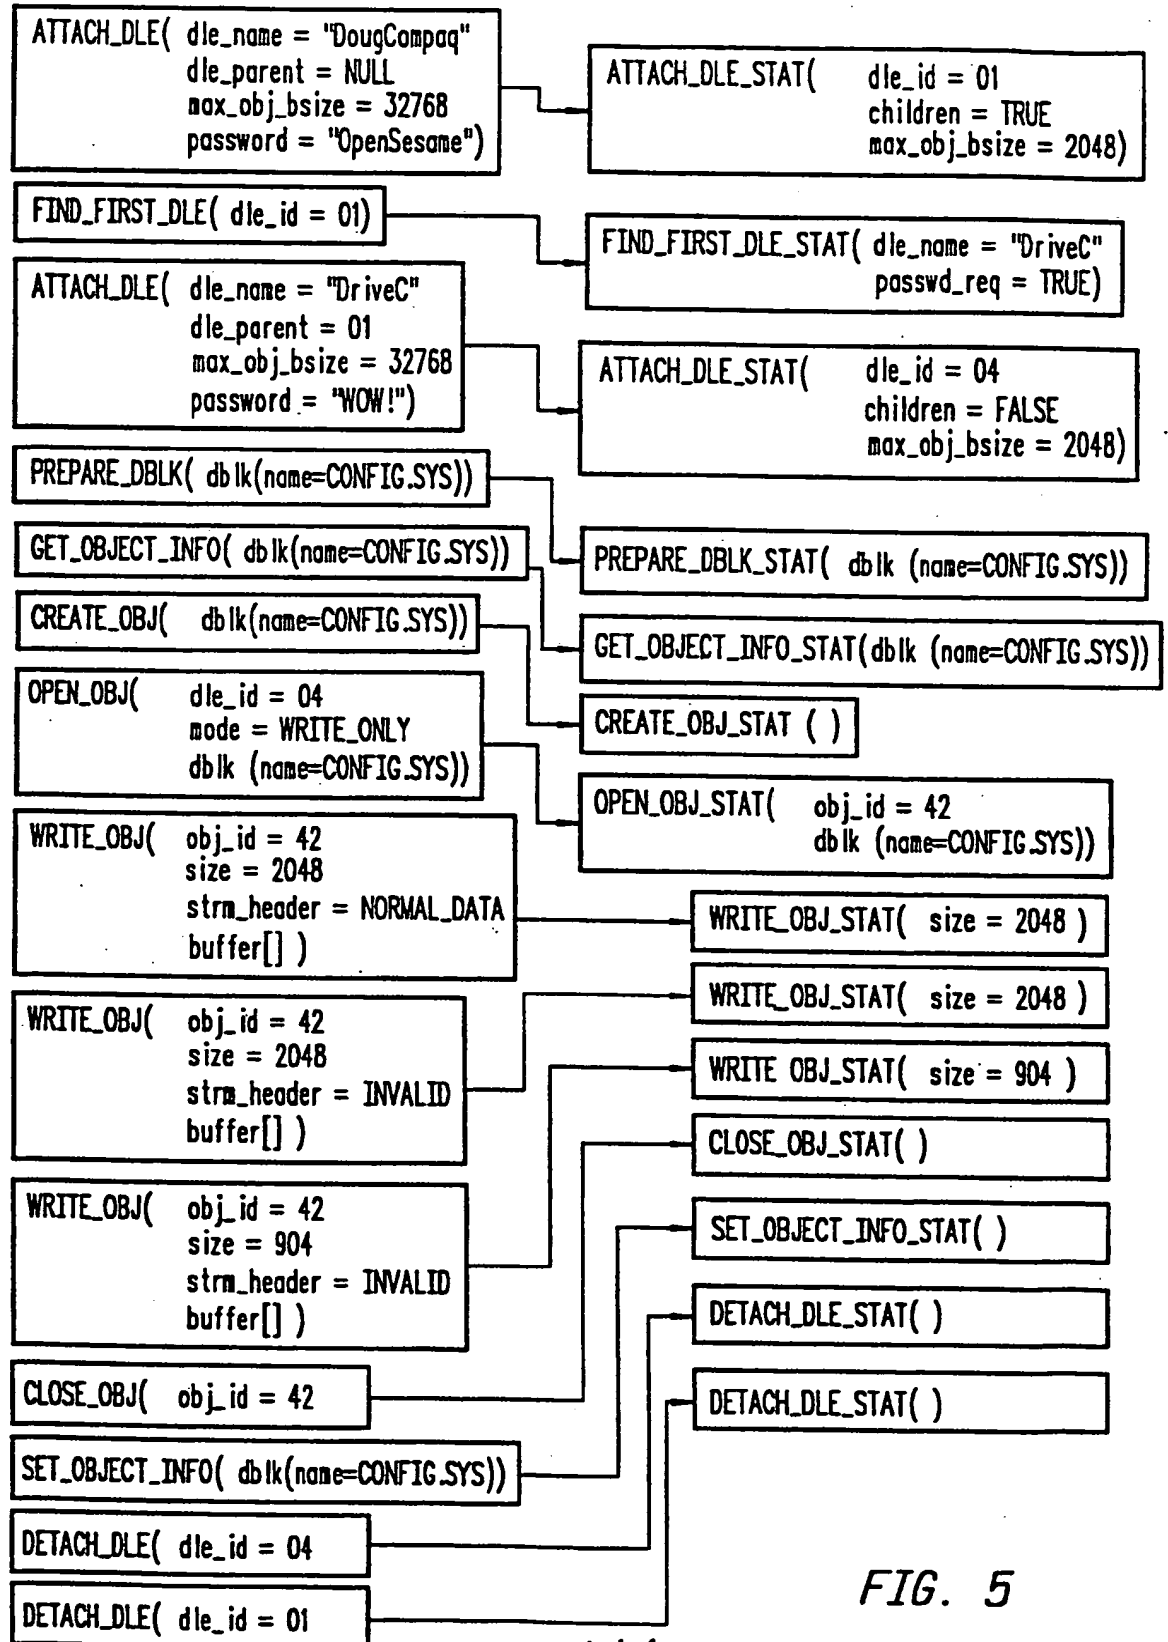 ATTACH_DLE( dle_name = "DougCompaq"
dle_parent = NULL
max_obj_bsize = 32768
password = "OpenSesame")
ATTACH_DLE_STAT( dle_id = 01
children = TRUE
max_obj_bsize = 2048)
FIND_FIRST_DLE( dle_id = 01)
FIND_FIRST_DLE_STAT( dle_name = "DriveC"
passwd_req = TRUE)
ATTACH_DLE( dle_name = "DriveC"
dle_parent = 01
max_obj_bsize = 32768
password = "WOW!")
ATTACH_DLE_STAT( dle_id = 04
children = FALSE
max_obj_bsize = 2048)
PREPARE_DBLK( dblk(name=CONFIG.SYS))
PREPARE_DBLK_STAT( dblk (name=CONFIG.SYS))
GET_OBJECT_INFO( dblk(name=CONFIG.SYS))
GET_OBJECT_INFO_STAT(dblk (name=CONFIG.SYS))
CREATE_OBJ( dblk(name=CONFIG.SYS))
CREATE_OBJ_STAT ( )
OPEN_OBJ( dle_id = 04
mode = WRITE_ONLY
dblk (name=CONFIG.SYS))
OPEN_OBJ_STAT( obj_id = 42
dblk (name=CONFIG.SYS))
WRITE_OBJ( obj_id = 42
size = 2048
strm_header = NORMAL_DATA
buffer[] )
WRITE_OBJ_STAT( size = 2048 )
WRITE_OBJ( obj_id = 42
size = 2048
strm_header = INVALID
buffer[] )
WRITE_OBJ_STAT( size = 2048 )
WRITE_OBJ( obj_id = 42
size = 904
strm_header = INVALID
buffer[] )
WRITE OBJ_STAT( size = 904 )
CLOSE_OBJ( obj_id = 42
CLOSE_OBJ_STAT( )
SET_OBJECT_INFO( dblk(name=CONFIG.SYS))
SET_OBJECT_INFO_STAT( )
DETACH_DLE( dle_id = 04
DETACH_DLE_STAT( )
DETACH_DLE( dle_id = 01
DETACH_DLE_STAT( )
FIG. 5